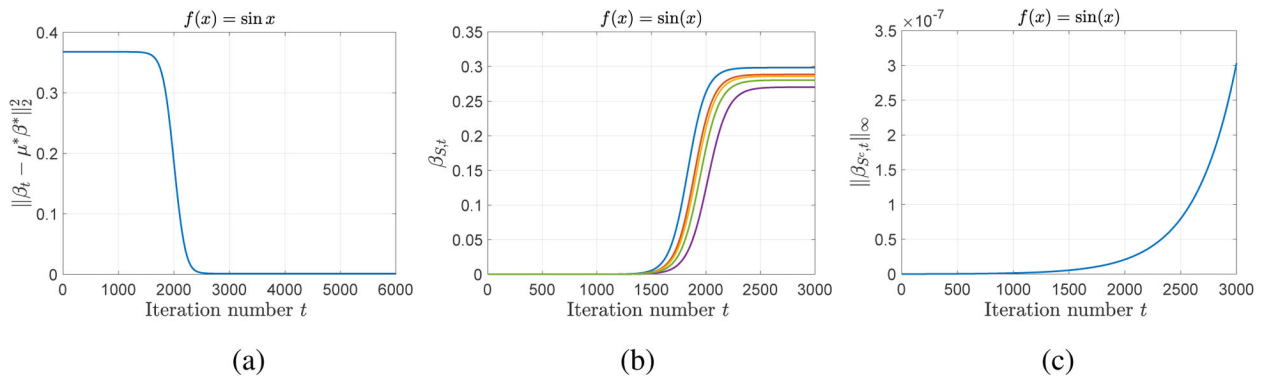 f(x) = sin x
‖β_t − μ*β*‖₂²
0.4
0.3
0.2
0.1
0
0 1000 2000 3000 4000 5000 6000
Iteration number t
(a)
f(x) = sin(x)
β_{S,t}
0.35
0.3
0.25
0.2
0.15
0.1
0.05
0
0 500 1000 1500 2000 2500 3000
Iteration number t
(b)
f(x) = sin(x)
×10⁻⁷
‖β_{Sᶜ,t}‖_∞
3.5
3
2.5
2
1.5
1
0.5
0
0 500 1000 1500 2000 2500 3000
Iteration number t
(c)